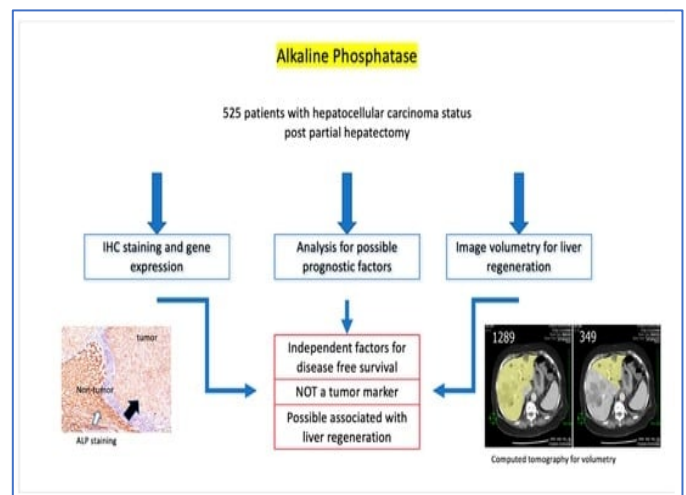 Alkaline Phosphatase
525 patients with hepatocellular carcinoma status
post partial hepatectomy
IHC staining and gene
expression
Analysis for possible
prognostic factors
Image volumetry for liver
regeneration
tumor
Non-tumor
ALP staining
Independent factors for
disease free survival
NOT a tumor marker
Possible associated with
liver regeneration
1289
349
Computed tomography for volumetry